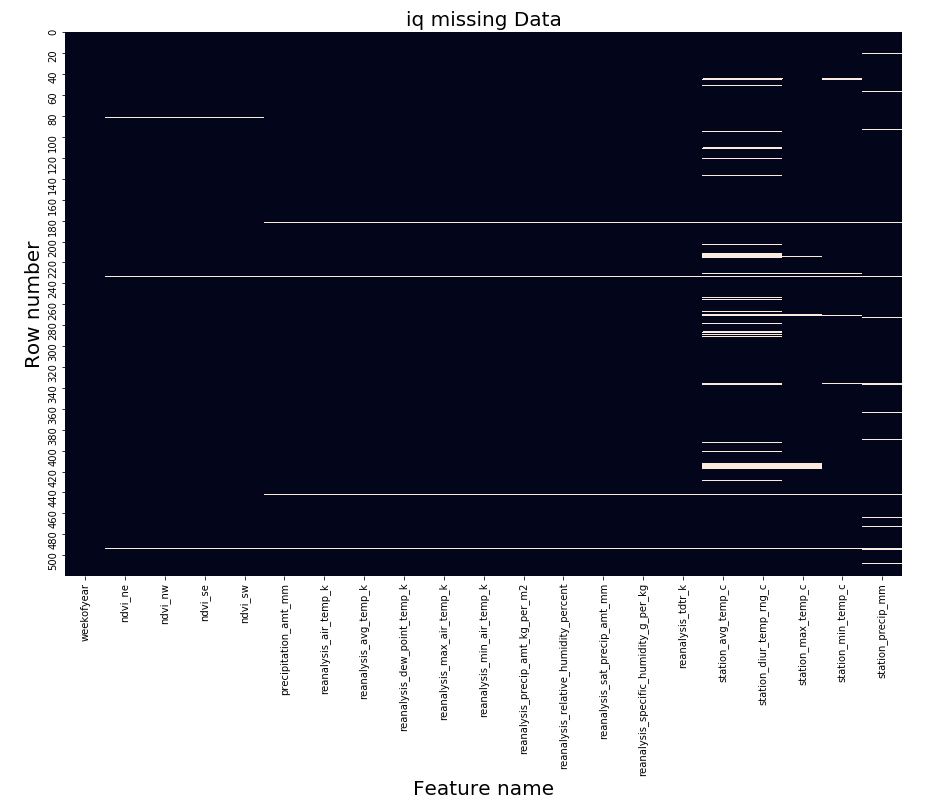 iq missing Data
Row number
0
20
40
60
80
100
120
140
160
180
200
220
240
260
280
300
320
340
360
380
400
420
440
460
480
500
weekofyear
ndvi_ne
ndvi_nw
ndvi_se
ndvi_sw
precipitation_amt_mm
reanalysis_air_temp_k
reanalysis_avg_temp_k
reanalysis_dew_point_temp_k
reanalysis_max_air_temp_k
reanalysis_min_air_temp_k
reanalysis_precip_amt_kg_per_m2
reanalysis_relative_humidity_percent
reanalysis_sat_precip_amt_mm
reanalysis_specific_humidity_g_per_kg
reanalysis_tdtr_k
station_avg_temp_c
station_diur_temp_rng_c
station_max_temp_c
station_min_temp_c
station_precip_mm
Feature name